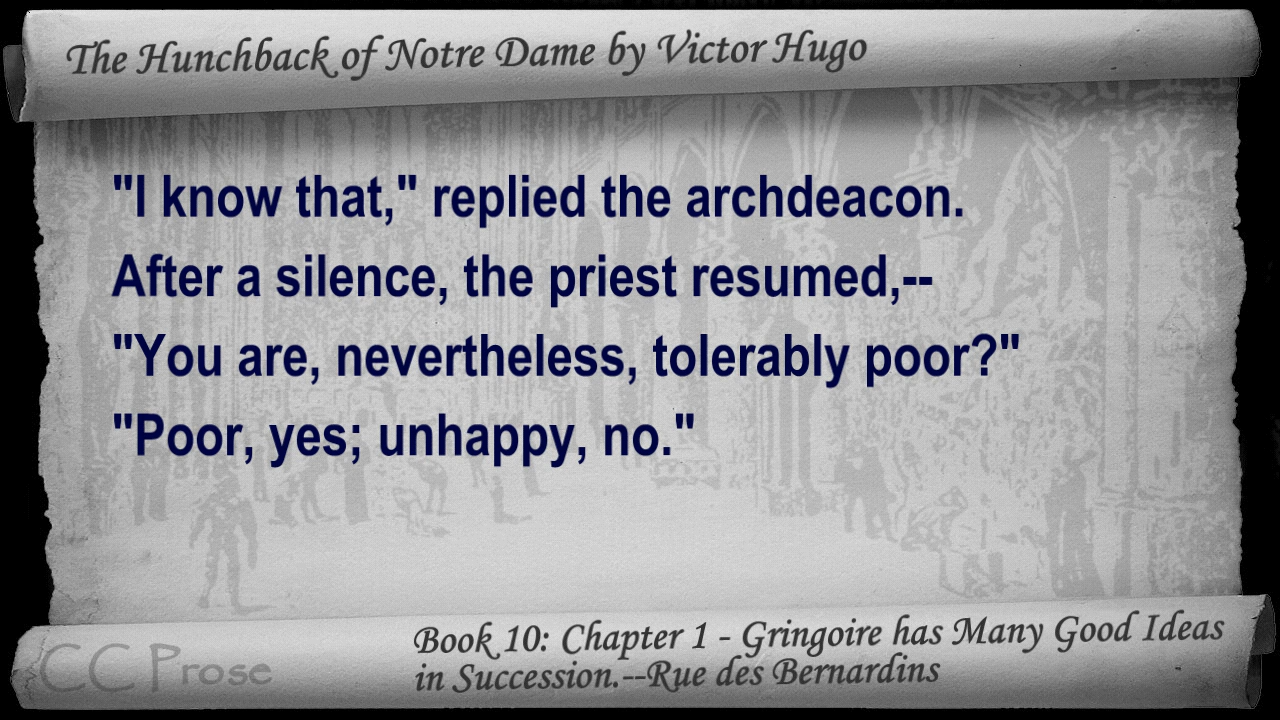 The Hunchback of Notre Dame by Victor Hugo
"I know that," replied the archdeacon.
After a silence, the priest resumed,--
"You are, nevertheless, tolerably poor?"
"Poor, yes; unhappy, no."
Book 10: Chapter 1 - Gringoire has Many Good Ideas
in Succession.--Rue des Bernardins
CC Prose